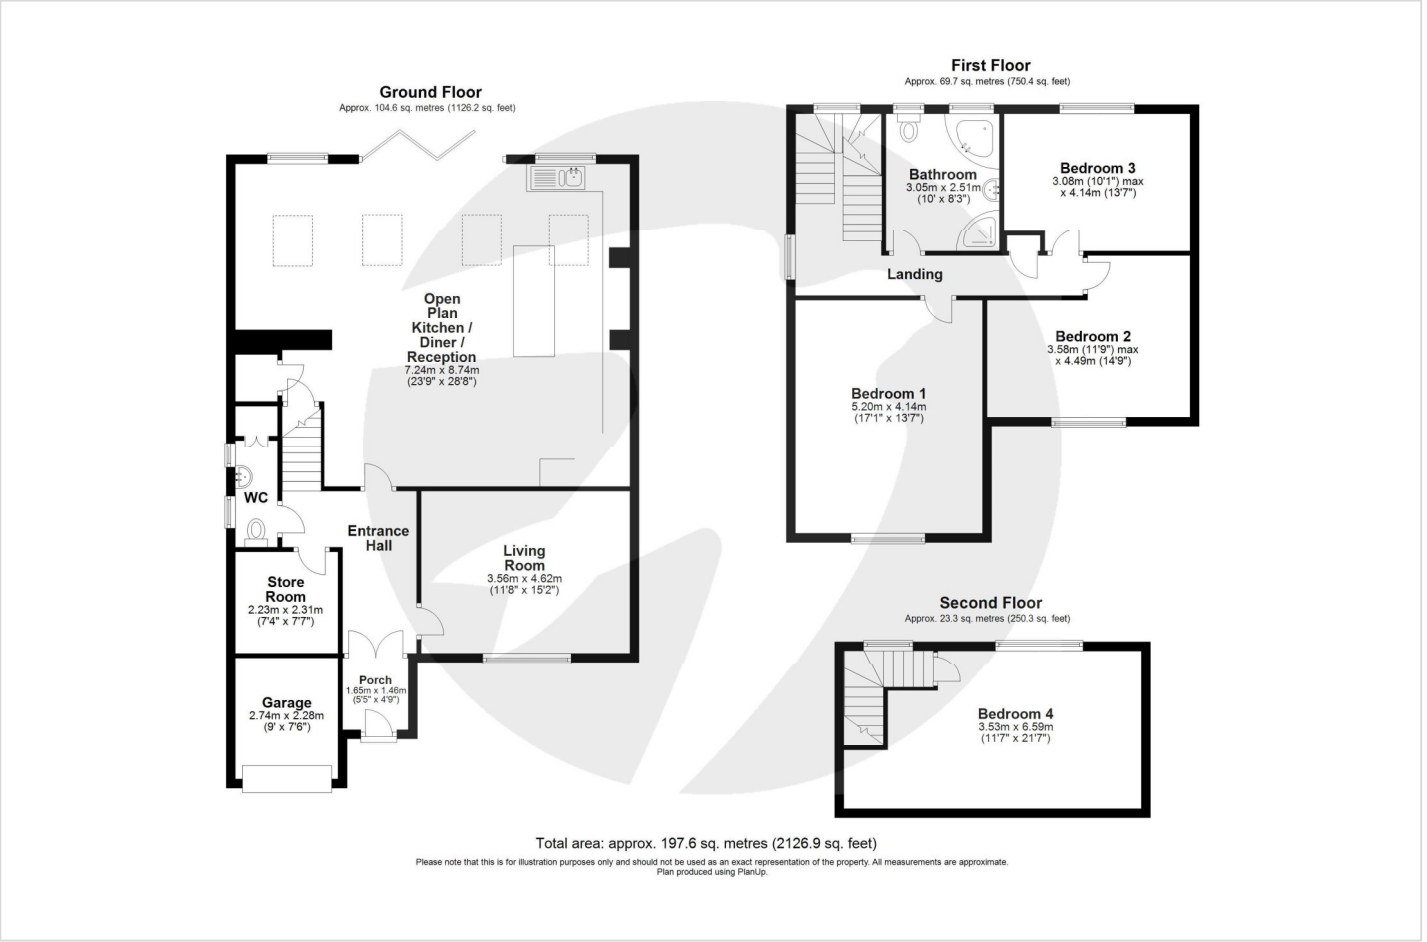 Ground Floor
Approx. 104.6 sq. metres (1126.2 sq. feet)
Open
Plan
Kitchen /
Diner /
Reception
7.24m x 8.74m
(23'9" x 28'8")
WC
Entrance
Hall
Living
Room
3.56m x 4.62m
(11'8" x 15'2")
Store
Room
2.23m x 2.31m
(7'4" x 7'7")
Porch
1.65m x 1.46m
(5'5" x 4'9")
Garage
2.74m x 2.28m
(9' x 7'6")
First Floor
Approx. 69.7 sq. metres (750.4 sq. feet)
Bathroom
3.05m x 2.51m
(10' x 8'3")
Bedroom 3
3.08m (10'1") max
x 4.14m (13'7")
Landing
Bedroom 2
3.58m (11'9") max
x 4.49m (14'9")
Bedroom 1
5.20m x 4.14m
(17'1" x 13'7")
Second Floor
Approx. 23.3 sq. metres (250.3 sq. feet)
Bedroom 4
3.53m x 6.59m
(11'7" x 21'7")
Total area: approx. 197.6 sq. metres (2126.9 sq. feet)
Please note that this is for illustration purposes only and should not be used as an exact representation of the property. All measurements are approximate.
Plan produced using PlanUp.